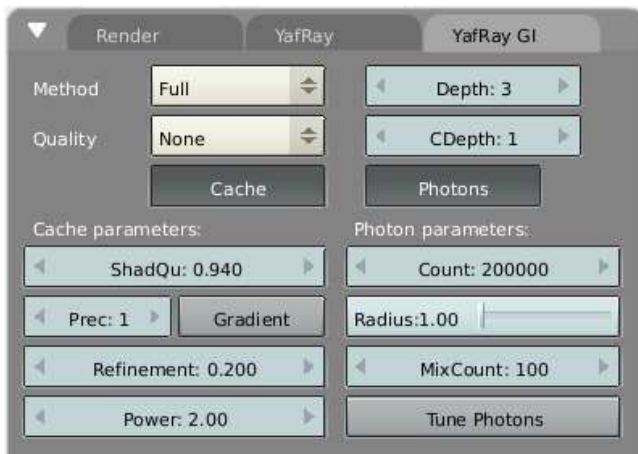 Render YafRay YafRay GI
Method Full Depth: 3
Quality None CDepth: 1
Cache Photons
Cache parameters: Photon parameters:
ShadQu: 0.940 Count: 200000
Prec: 1 Gradient Radius:1.00
Refinement: 0.200 MixCount: 100
Power: 2.00 Tune Photons